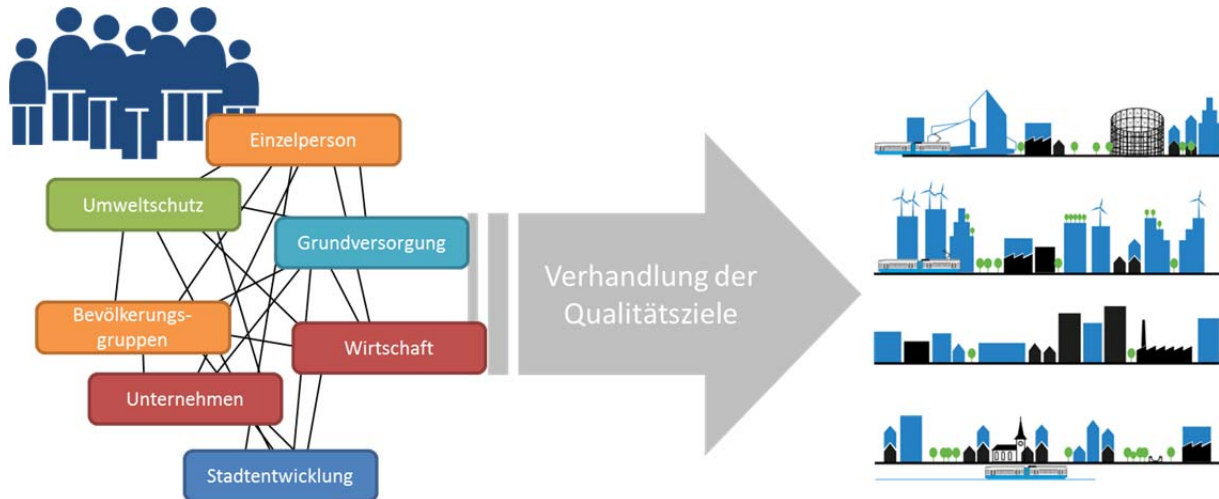 Einzelperson
Umweltschutz
Grundversorgung
Bevölkerungs-
gruppen
Wirtschaft
Unternehmen
Stadtentwicklung
Verhandlung der
Qualitätsziele